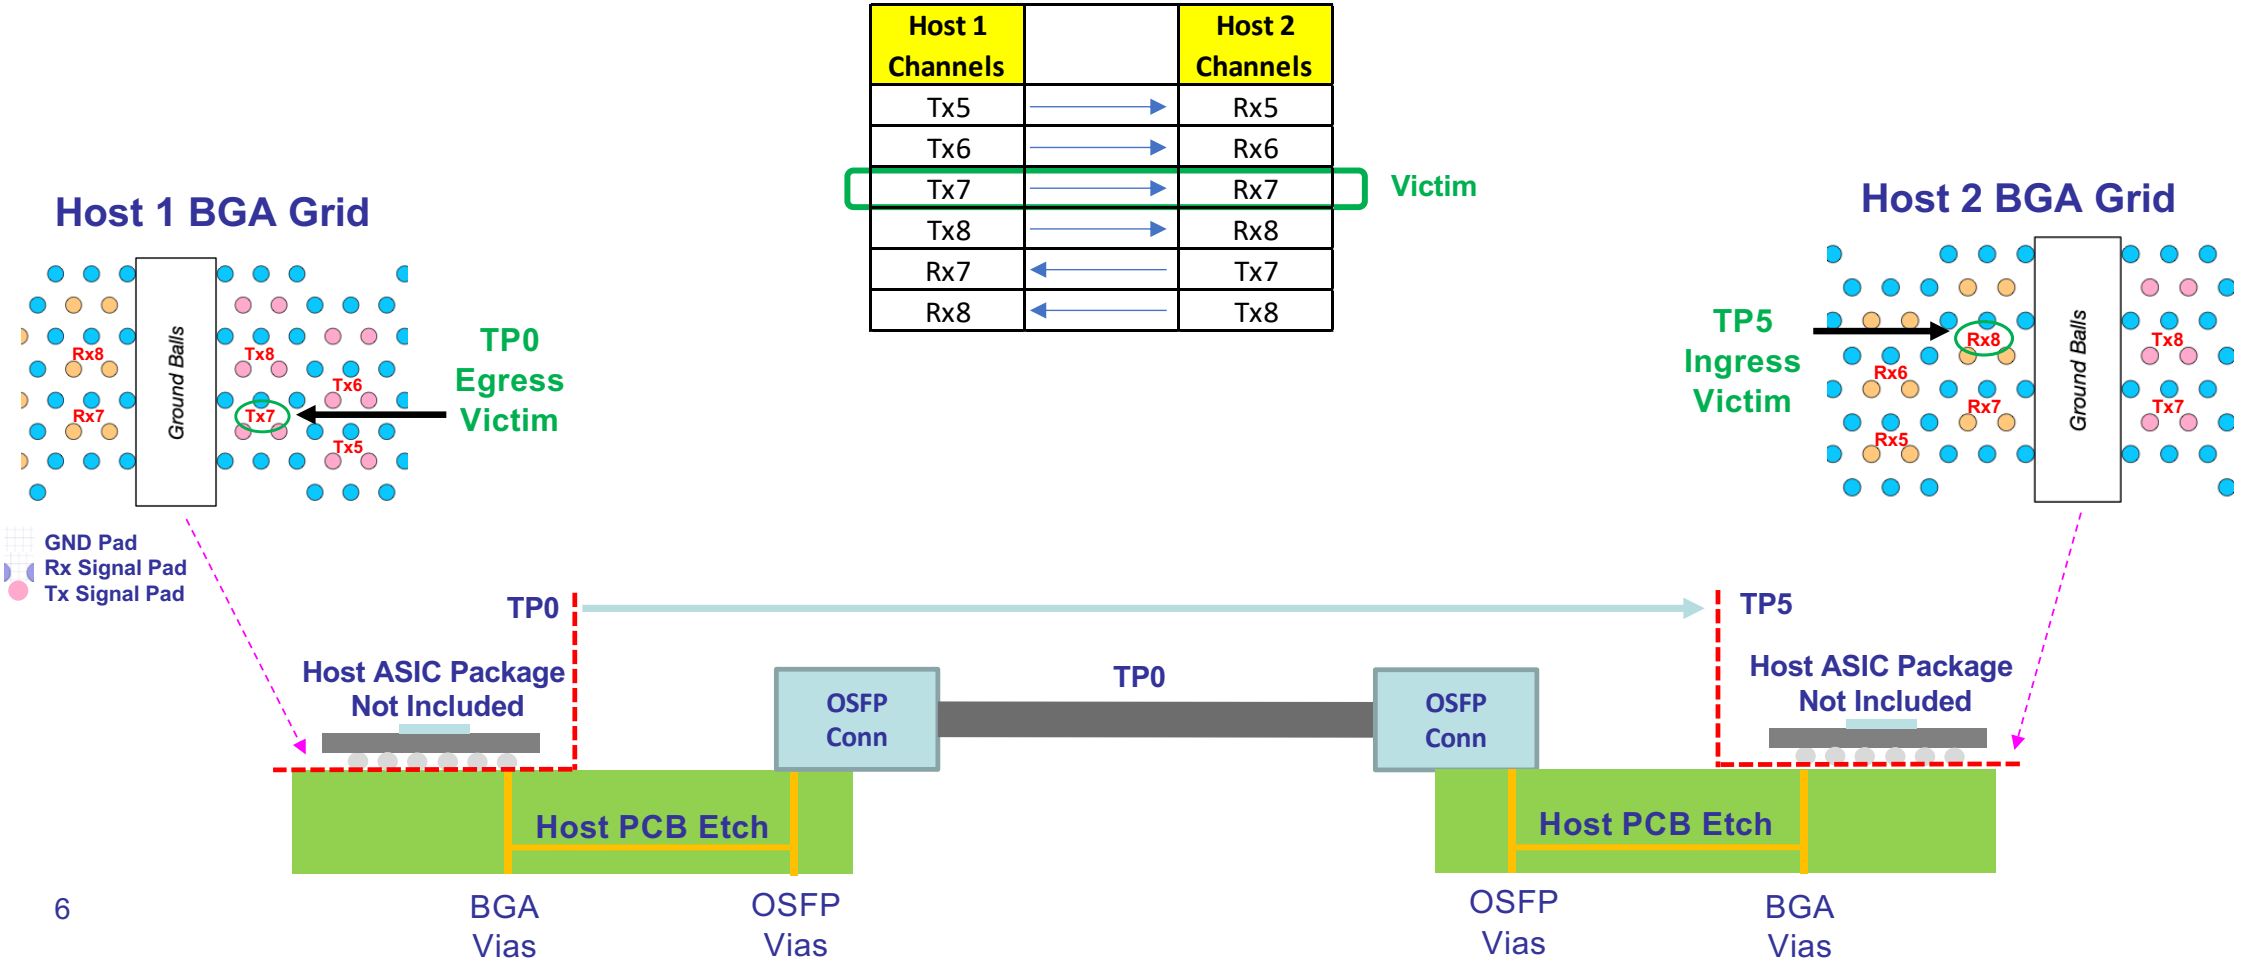 Host 1
Channels
Host 2
Channels
Tx5
Rx5
Tx6
Rx6
Tx7
Rx7
Victim
Tx8
Rx8
Rx7
Tx7
Rx8
Tx8
Host 1 BGA Grid
Rx8
Rx7
Ground Balls
Tx8
Tx6
Tx7
Tx5
TP0
Egress
Victim
Host 2 BGA Grid
TP5
Ingress
Victim
Rx8
Rx6
Rx7
Rx5
Ground Balls
Tx8
Tx7
GND Pad
Rx Signal Pad
Tx Signal Pad
TP0
TP5
Host ASIC Package
Not Included
OSFP
Conn
TP0
OSFP
Conn
Host ASIC Package
Not Included
Host PCB Etch
Host PCB Etch
BGA
Vias
OSFP
Vias
OSFP
Vias
BGA
Vias
6